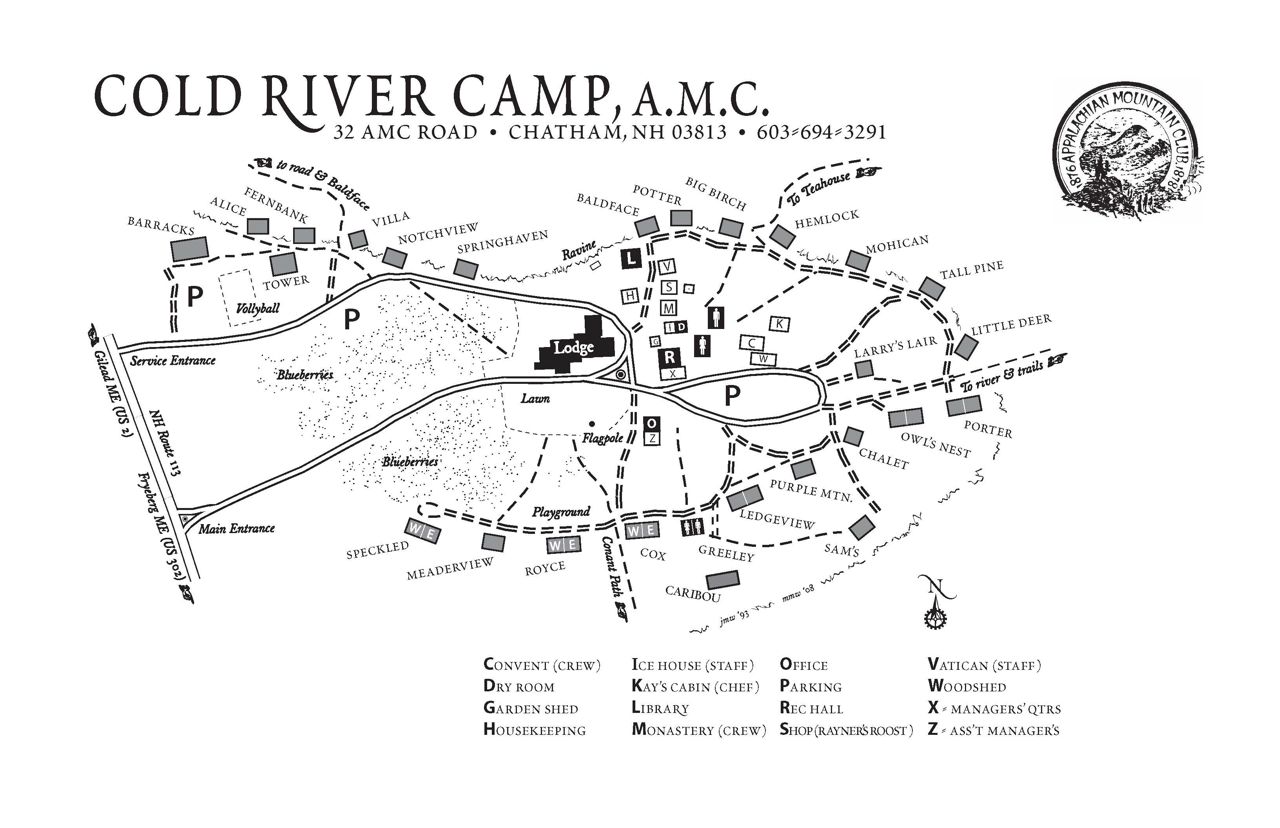 COLD RIVER CAMP, A.M.C.
32 AMC ROAD • CHATHAM, NH 03813 • 603-694-3291
1876 APPALACHIAN MOUNTAIN CLUB. 1878
to road & Baldface
To Teahouse
BARRACKS
ALICE
FERNBANK
VILLA
NOTCHVIEW
SPRINGHAVEN
Ravine
BALDFACE
POTTER
BIG BIRCH
HEMLOCK
MOHICAN
TALL PINE
LITTLE DEER
TOWER
P
Vollyball
P
L
V
S
H
M
I D
G
R
X
K
C
W
Service Entrance
Lodge
Blueberries
Lawn
P
LARRY'S LAIR
To river & trails
Gilead ME (US 2)
NH Route 113
Fryeberg ME (US 302)
Flagpole
O
Z
OWL'S NEST
PORTER
CHALET
Blueberries
PURPLE MTN.
LEDGEVIEW
Playground
Main Entrance
SPECKLED
W E
MEADERVIEW
ROYCE
W E
COX
W E
GREELEY
SAM'S
Conant Path
CARIBOU
jmw '93
mmw '08
N
CONVENT (CREW)
DRY ROOM
GARDEN SHED
HOUSEKEEPING
ICE HOUSE (STAFF)
KAY'S CABIN (CHEF)
LIBRARY
MONASTERY (CREW)
OFFICE
PARKING
REC HALL
SHOP (RAYNER'S ROOST)
VATICAN (STAFF)
WOODSHED
X - MANAGERS' QTRS
Z - ASS'T MANAGER'S